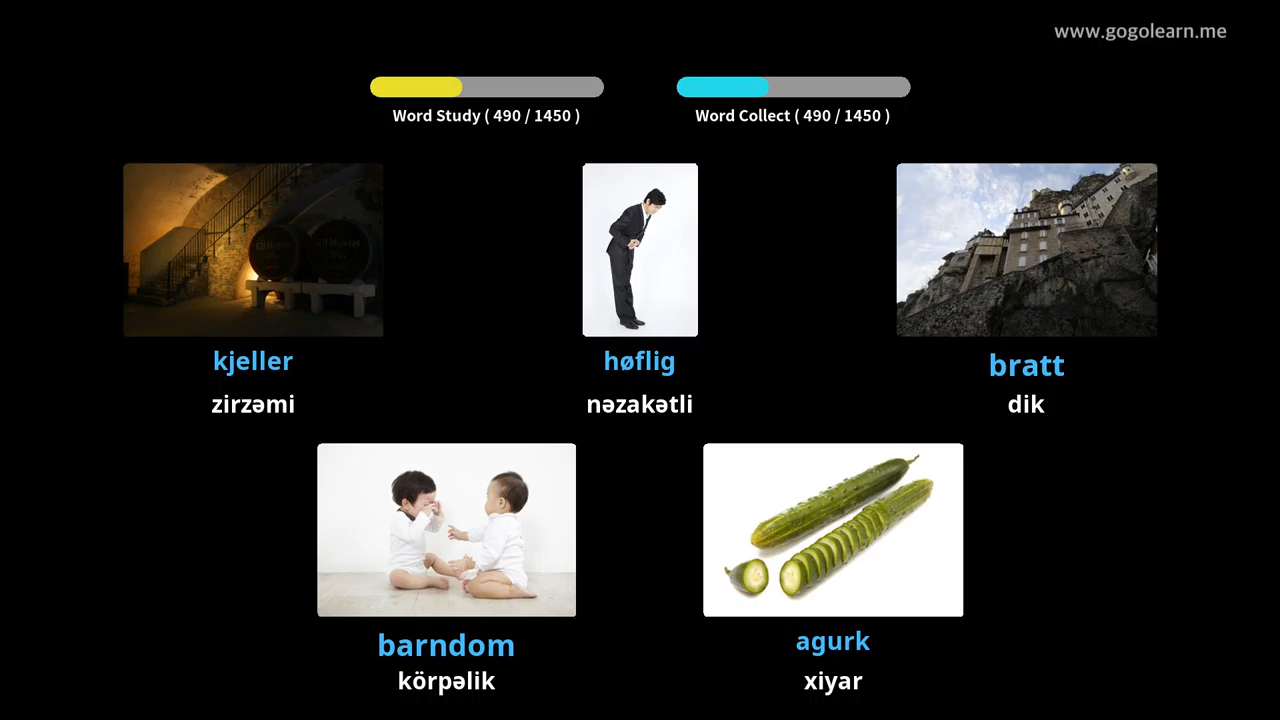 www.gogolearn.me
Word Study ( 490 / 1450 )
Word Collect ( 490 / 1450 )
kjeller
høflig
bratt
zirzəmi
nəzakətli
dik
barndom
agurk
körpəlik
xiyar